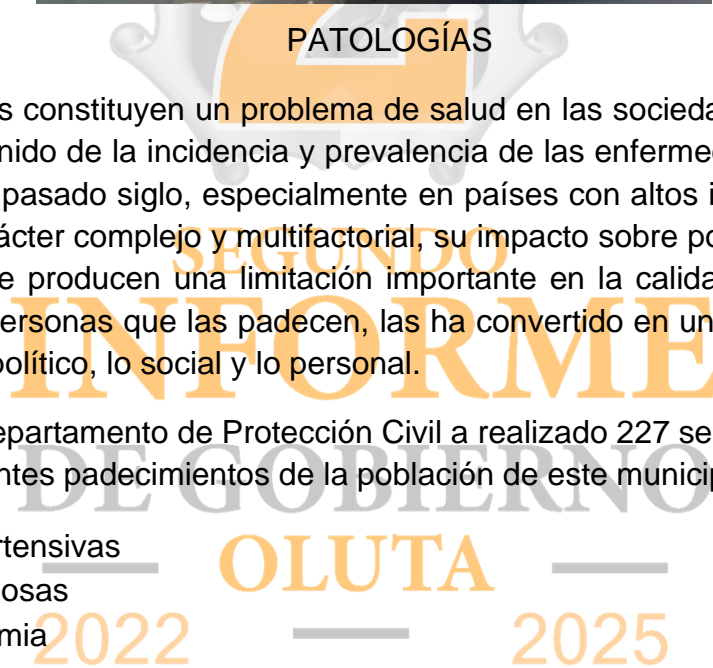 PATOLOGÍAS
s constituyen un problema de salud en las socieda
nido de la incidencia y prevalencia de las enferme
pasado siglo, especialmente en países con altos i
ácter complejo y multifactorial, su impacto sobre po
e producen una limitación importante en la calida
ersonas que las padecen, las ha convertido en un
político, lo social y lo personal.
epartamento de Protección Civil a realizado 227 se
ntes padecimientos de la población de este municip
rtensivas
osas
mia
SEGUNDO
INFORME
DE GOBIERNO
OLUTA
2022 2025